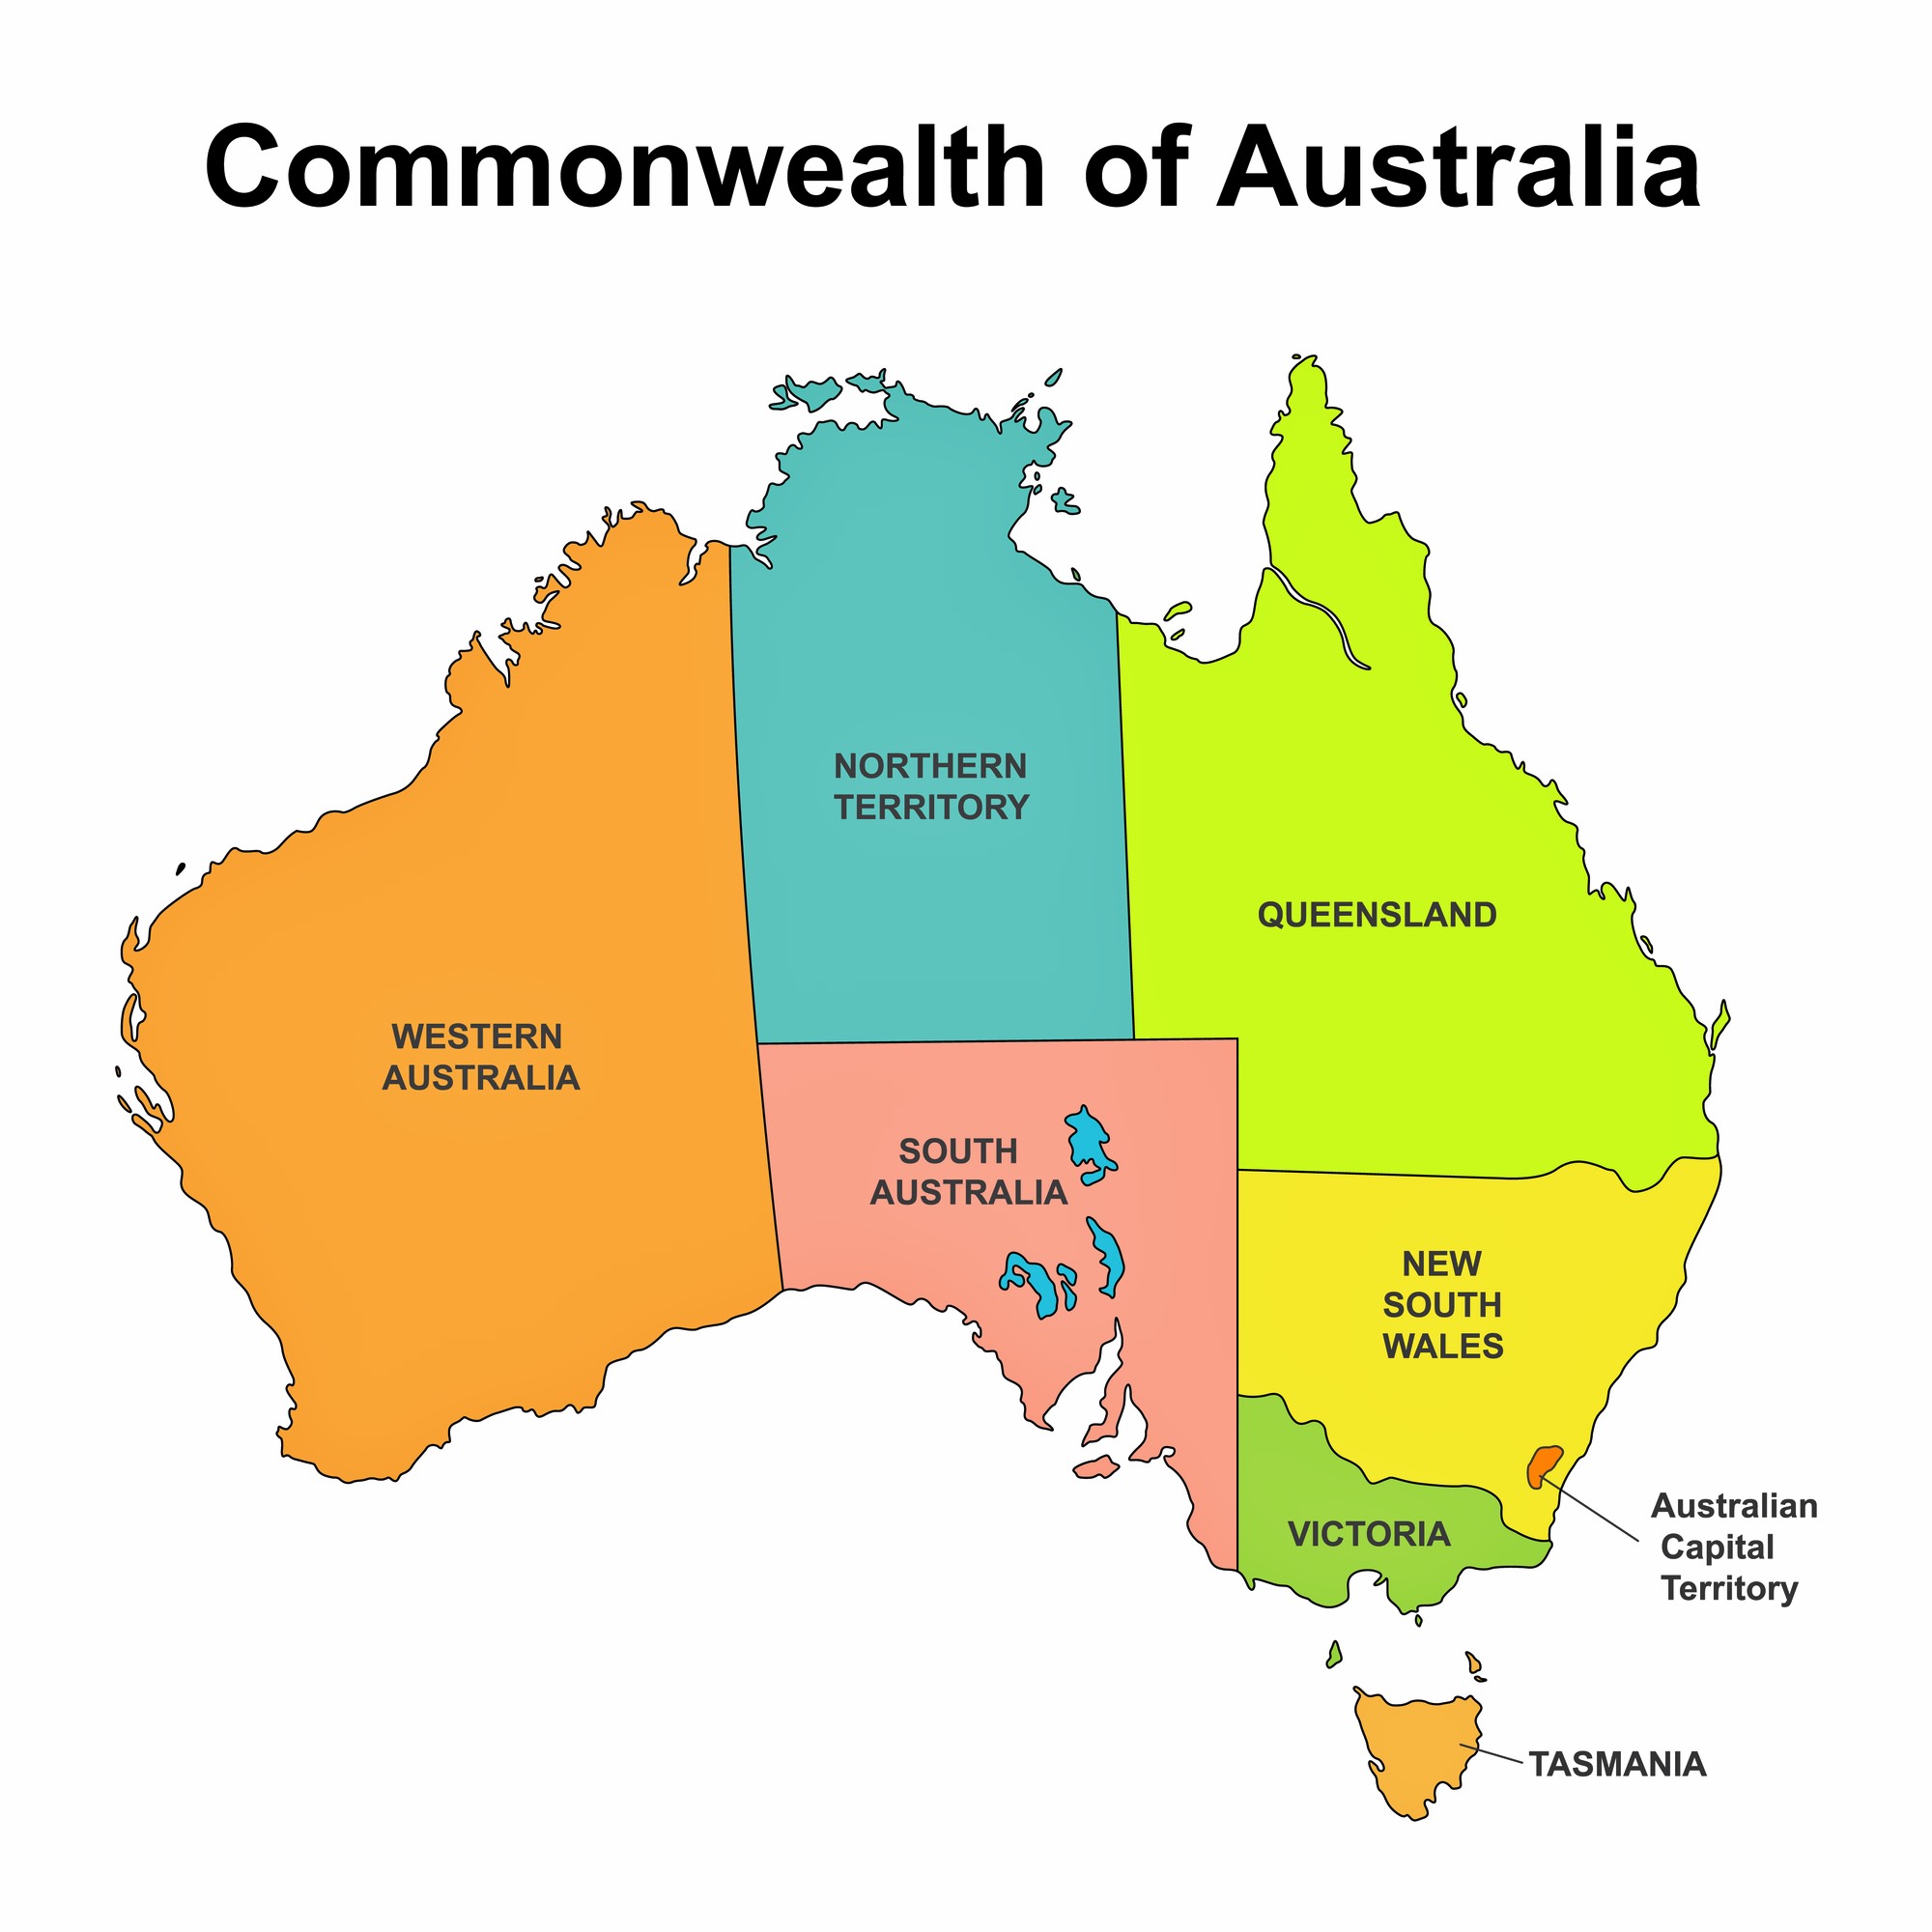 Commonwealth of Australia
NORTHERN
TERRITORY
QUEENSLAND
WESTERN
AUSTRALIA
SOUTH
AUSTRALIA
NEW
SOUTH
WALES
VICTORIA
Australian
Capital
Territory
TASMANIA